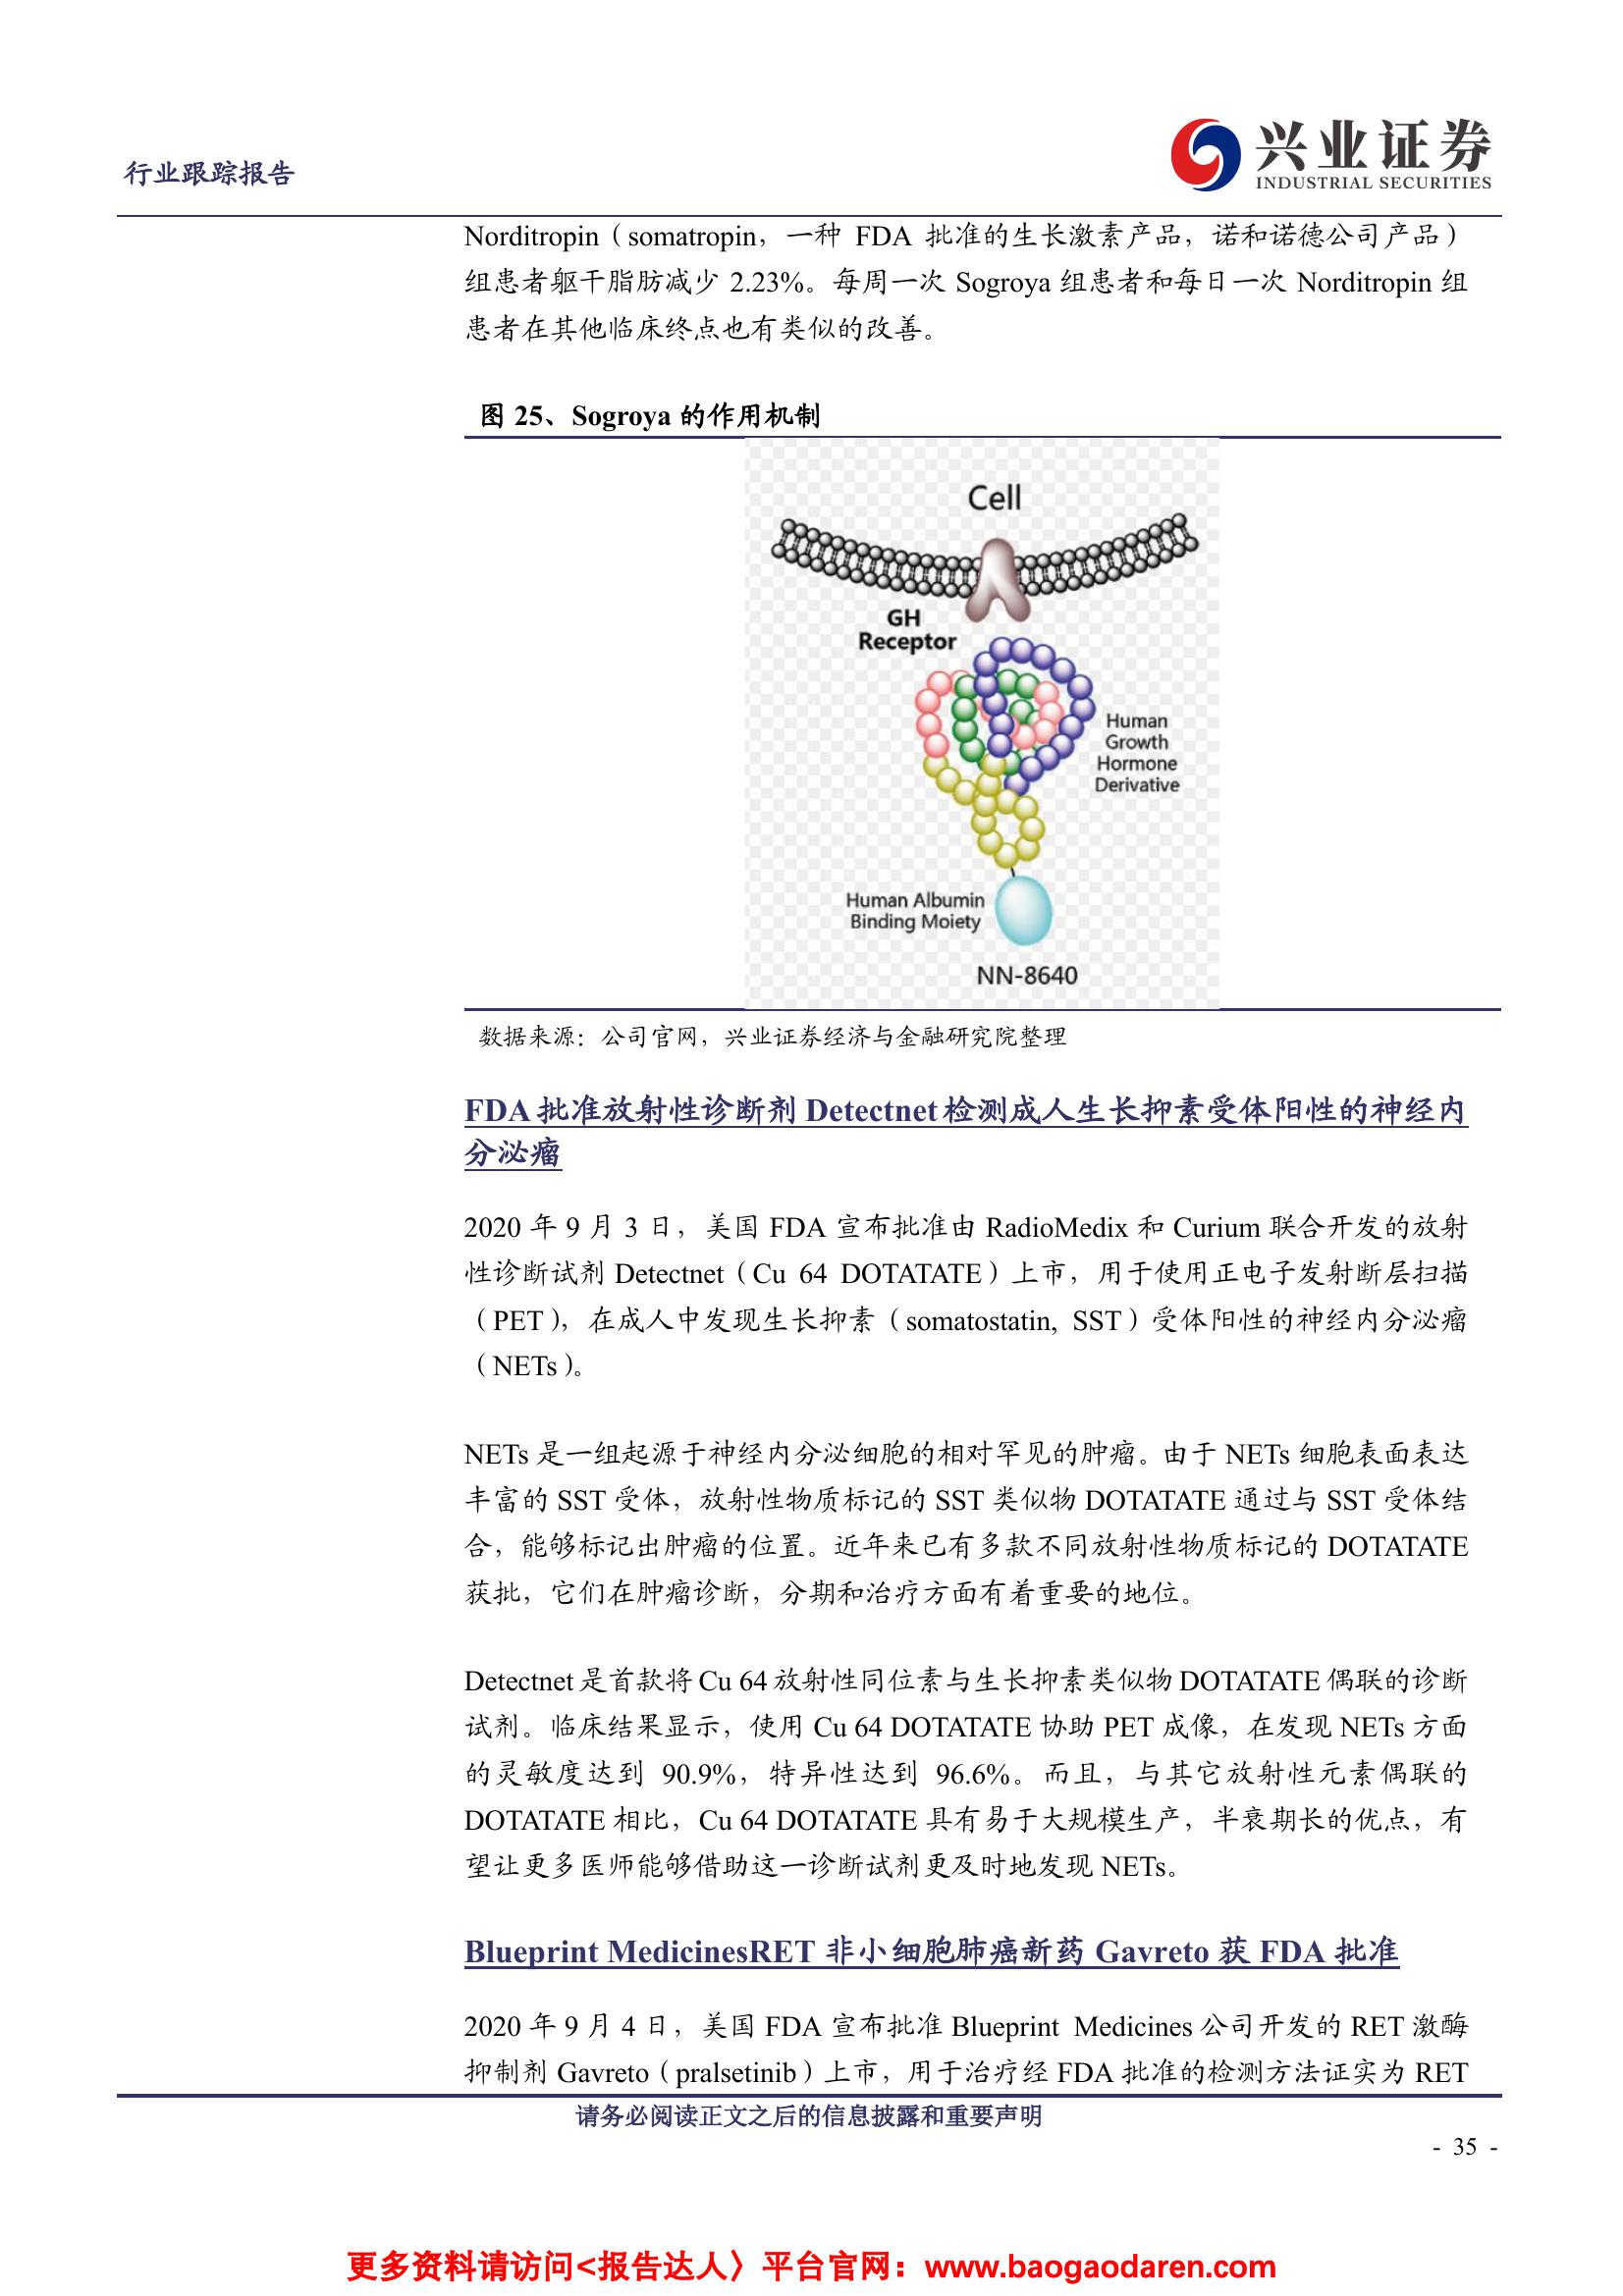 行业跟踪报告
兴业证券
INDUSTRIAL SECURITIES
Norditropin（somatropin，一种 FDA 批准的生长激素产品，诺和诺德公司产品）
组患者躯干脂肪减少 2.23%。每周一次 Sogroya 组患者和每日一次 Norditropin 组
患者在其他临床终点也有类似的改善。
图 25、Sogroya 的作用机制
Cell
GH
Receptor
Human
Growth
Hormone
Derivative
Human Albumin
Binding Moiety
NN-8640
数据来源：公司官网，兴业证券经济与金融研究院整理
FDA 批准放射性诊断剂 Detectnet 检测成人生长抑素受体阳性的神经内
分泌瘤
2020 年 9 月 3 日，美国 FDA 宣布批准由 RadioMedix 和 Curium 联合开发的放射
性诊断试剂 Detectnet（Cu 64 DOTATATE）上市，用于使用正电子发射断层扫描
（PET），在成人中发现生长抑素（somatostatin, SST）受体阳性的神经内分泌瘤
（NETs）。
NETs 是一组起源于神经内分泌细胞的相对罕见的肿瘤。由于 NETs 细胞表面表达
丰富的 SST 受体，放射性物质标记的 SST 类似物 DOTATATE 通过与 SST 受体结
合，能够标记出肿瘤的位置。近年来已有多款不同放射性物质标记的 DOTATATE
获批，它们在肿瘤诊断，分期和治疗方面有着重要的地位。
Detectnet 是首款将 Cu 64 放射性同位素与生长抑素类似物 DOTATATE 偶联的诊断
试剂。临床结果显示，使用 Cu 64 DOTATATE 协助 PET 成像，在发现 NETs 方面
的灵敏度达到 90.9%，特异性达到 96.6%。而且，与其它放射性元素偶联的
DOTATATE 相比，Cu 64 DOTATATE 具有易于大规模生产，半衰期长的优点，有
望让更多医师能够借助这一诊断试剂更及时地发现 NETs。
Blueprint MedicinesRET 非小细胞肺癌新药 Gavreto 获 FDA 批准
2020 年 9 月 4 日，美国 FDA 宣布批准 Blueprint Medicines 公司开发的 RET 激酶
抑制剂 Gavreto（pralsetinib）上市，用于治疗经 FDA 批准的检测方法证实为 RET
请务必阅读正文之后的信息披露和重要声明
- 35 -
更多资料请访问<报告达人〉平台官网：www.baogaodaren.com